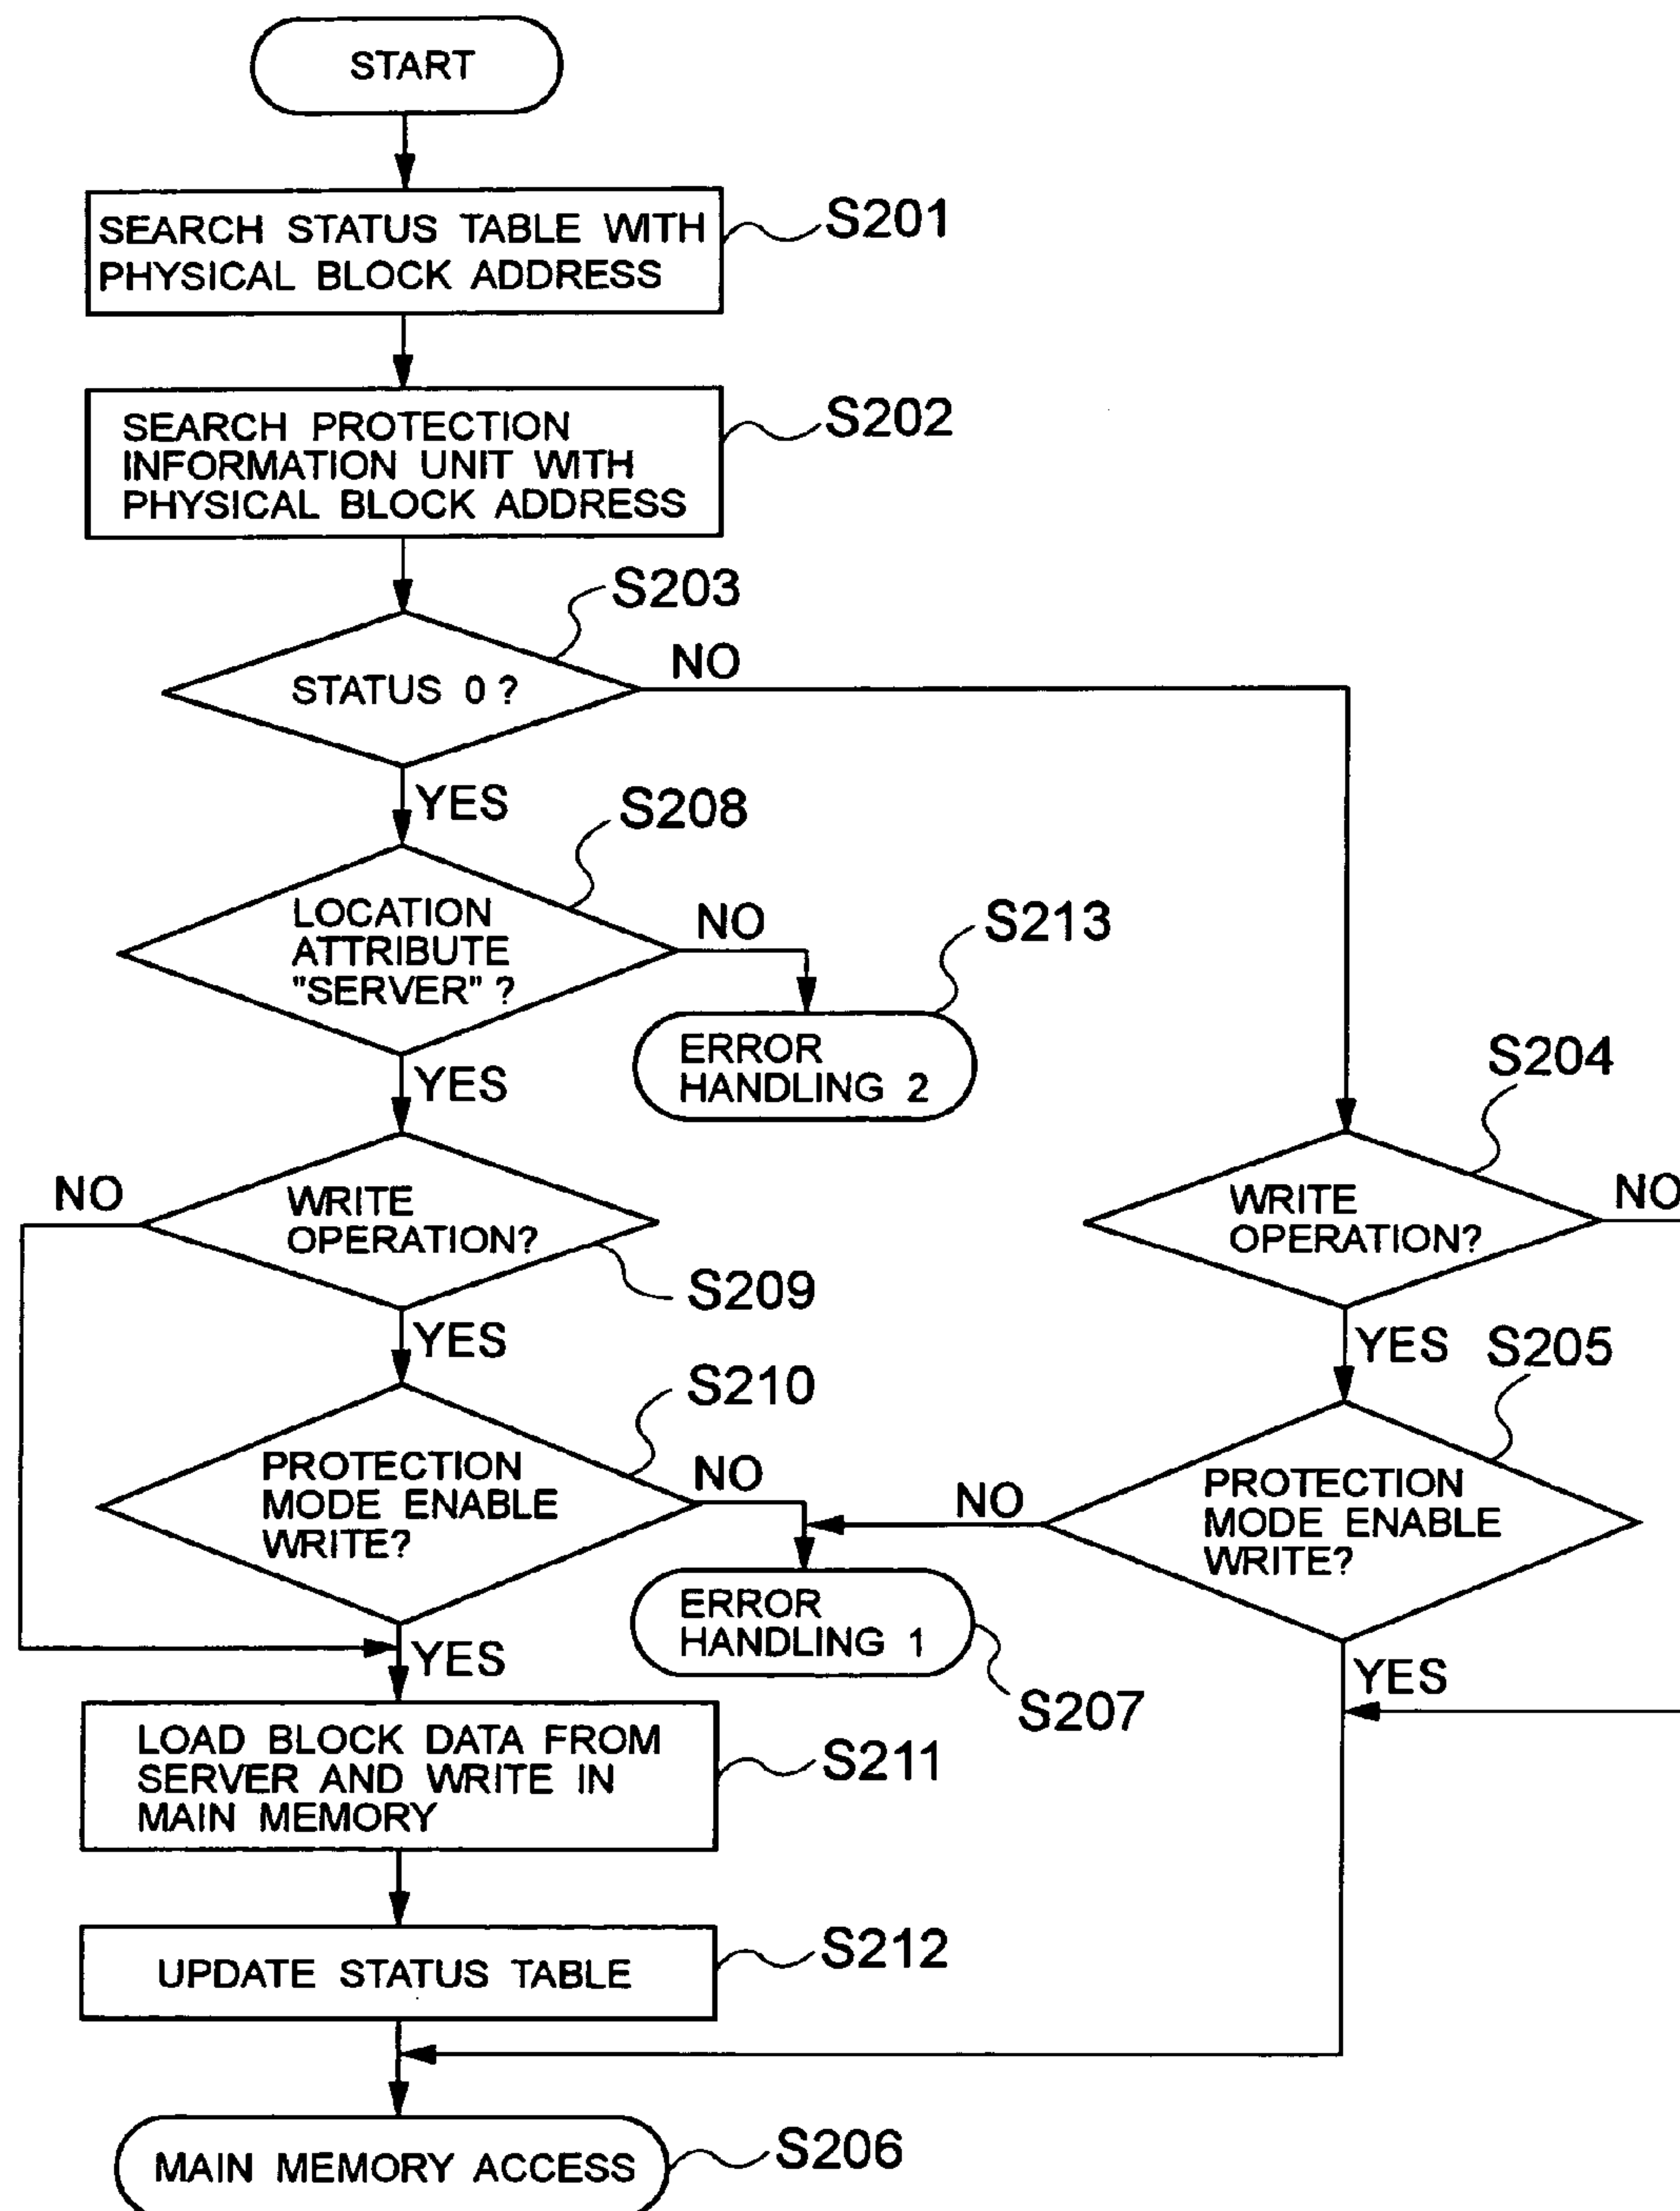 START
SEARCH STATUS TABLE WITH
PHYSICAL BLOCK ADDRESS
S201
SEARCH PROTECTION
INFORMATION UNIT WITH
PHYSICAL BLOCK ADDRESS
S202
S203
STATUS 0 ?
NO
YES
S208
LOCATION
ATTRIBUTE
"SERVER" ?
NO
S213
ERROR
HANDLING 2
YES
S204
NO
WRITE
OPERATION?
S209
WRITE
OPERATION?
NO
YES
S210
YES
S205
PROTECTION
MODE ENABLE
WRITE?
NO
NO
PROTECTION
MODE ENABLE
WRITE?
ERROR
HANDLING 1
S207
YES
YES
LOAD BLOCK DATA FROM
SERVER AND WRITE IN
MAIN MEMORY
S211
UPDATE STATUS TABLE
S212
MAIN MEMORY ACCESS
S206